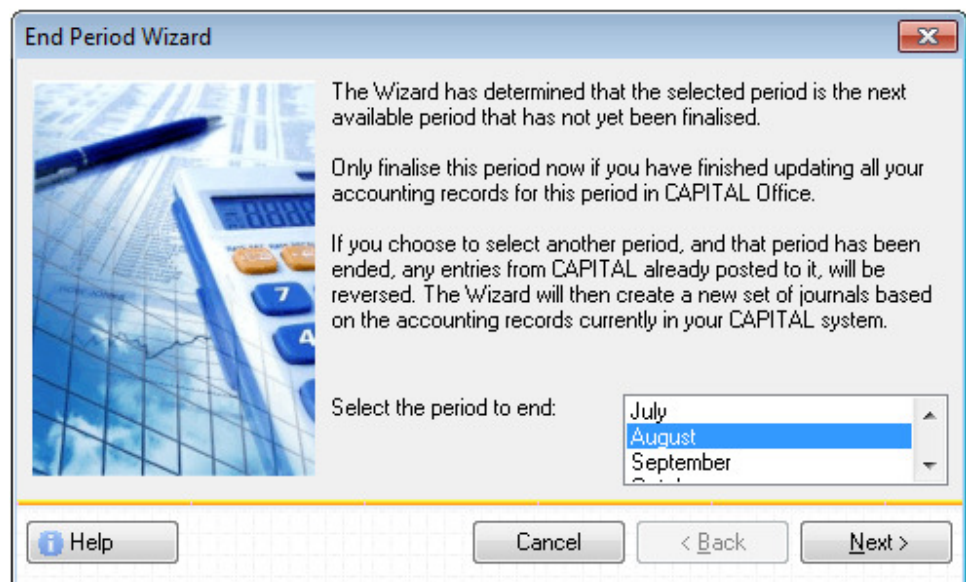 End Period Wizard
The Wizard has determined that the selected period is the next
available period that has not yet been finalised.
Only finalise this period now if you have finished updating all your
accounting records for this period in CAPITAL Office.
If you choose to select another period, and that period has been
ended, any entries from CAPITAL already posted to it, will be
reversed. The Wizard will then create a new set of journals based
on the accounting records currently in your CAPITAL system.
7
4
Select the period to end:
July
August
September
Help
Cancel
< Back
Next >